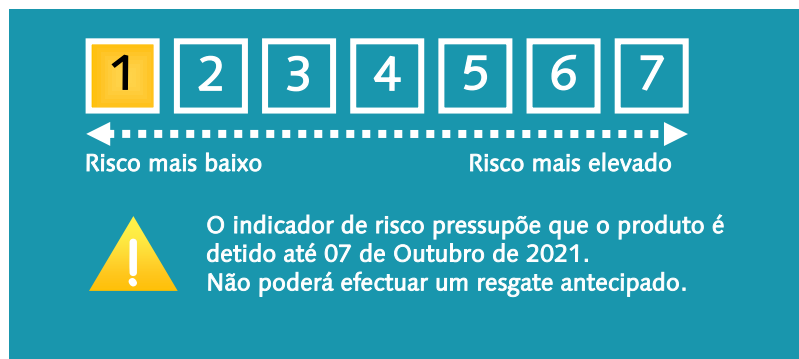 1 2 3 4 5 6 7
Risco mais baixo Risco mais elevado
O indicador de risco pressupõe que o produto é
detido até 07 de Outubro de 2021.
Não poderá efectuar um resgate antecipado.